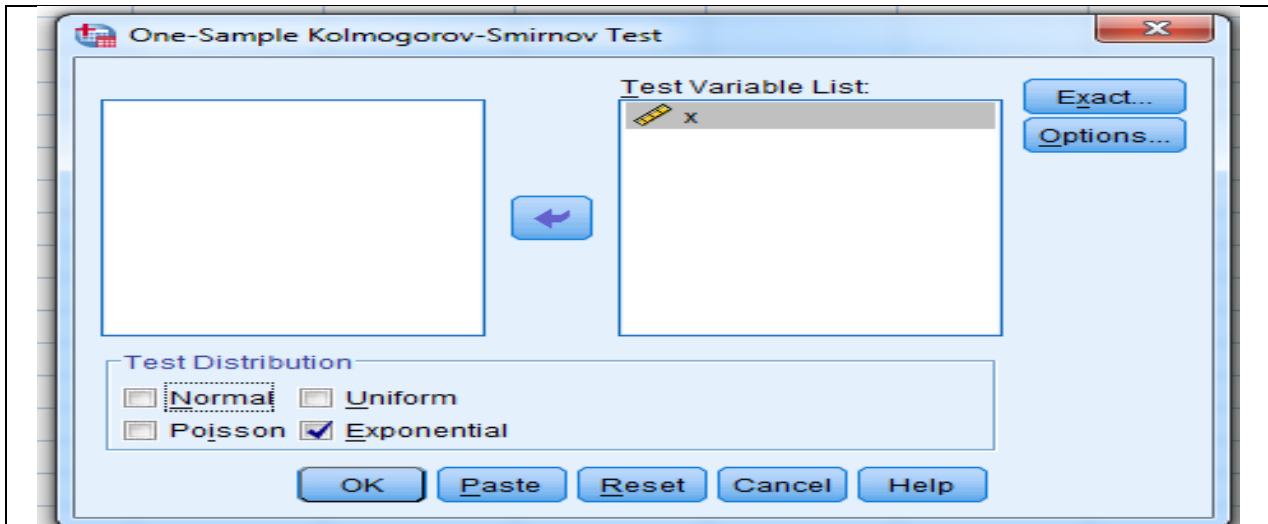 One-Sample Kolmogorov-Smirnov Test
Test Variable List:
x
Exact...
Options...
Test Distribution
Normal Uniform
Poisson Exponential
OK Paste Reset Cancel Help